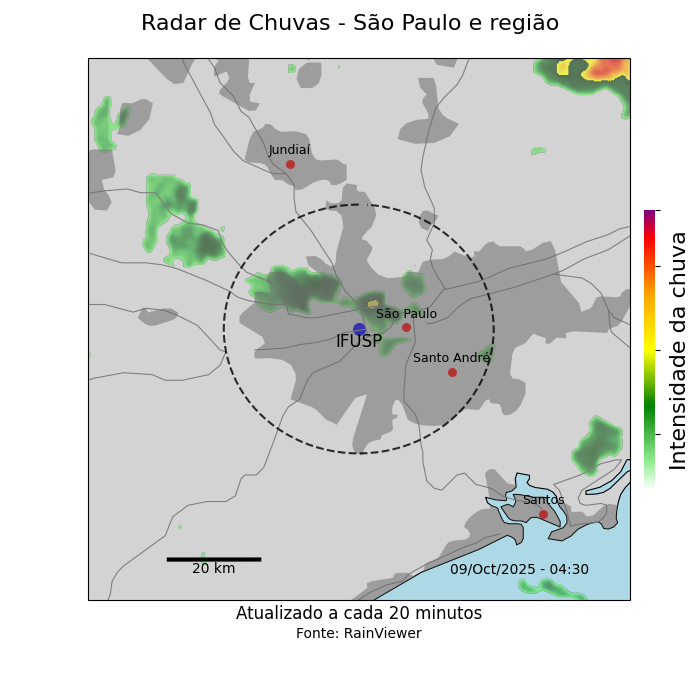 Radar de Chuvas - São Paulo e região
Jundiaí
São Paulo
IFUSP
Santo André
Santos
20 km
09/Oct/2025 - 04:30
Intensidade da chuva
Atualizado a cada 20 minutos
Fonte: RainViewer